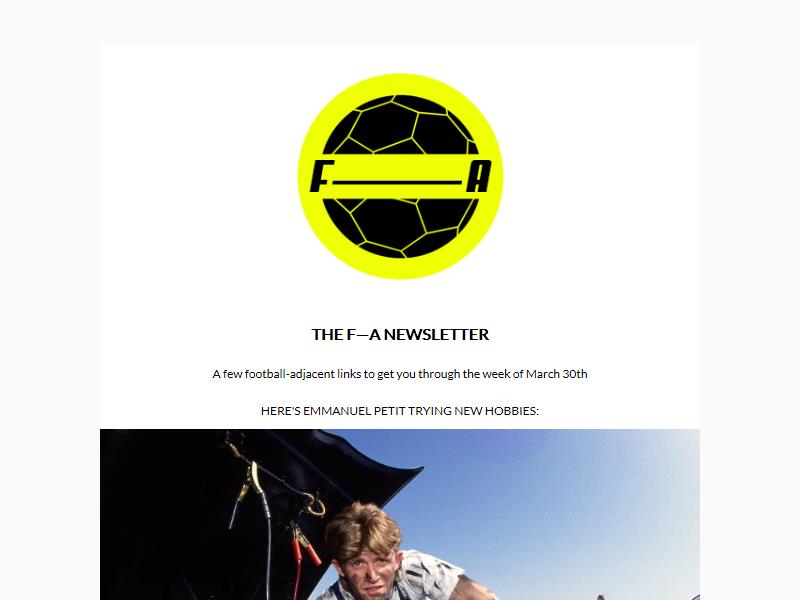 F—A
THE F—A NEWSLETTER
A few football-adjacent links to get you through the week of March 30th
HERE'S EMMANUEL PETIT TRYING NEW HOBBIES: